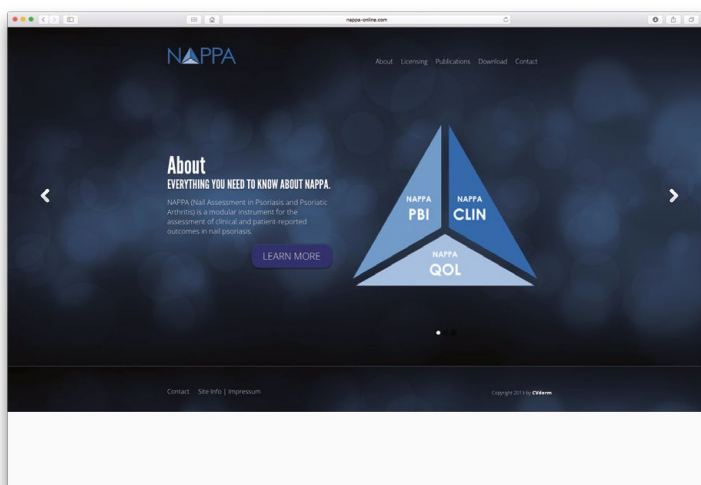 nappa-online.com
NAPPA
About Licensing Publications Download Contact
About
EVERYTHING YOU NEED TO KNOW ABOUT NAPPA.
NAPPA (Nail Assessment in Psoriasis and Psoriatic
Arthritis) is a modular instrument for the
assessment of clinical and patient-reported
outcomes in nail psoriasis.
LEARN MORE
NAPPA
PBI
NAPPA
CLIN
NAPPA
QOL
Contact Site Info | Impressum
Copyright 2013 by CVderm